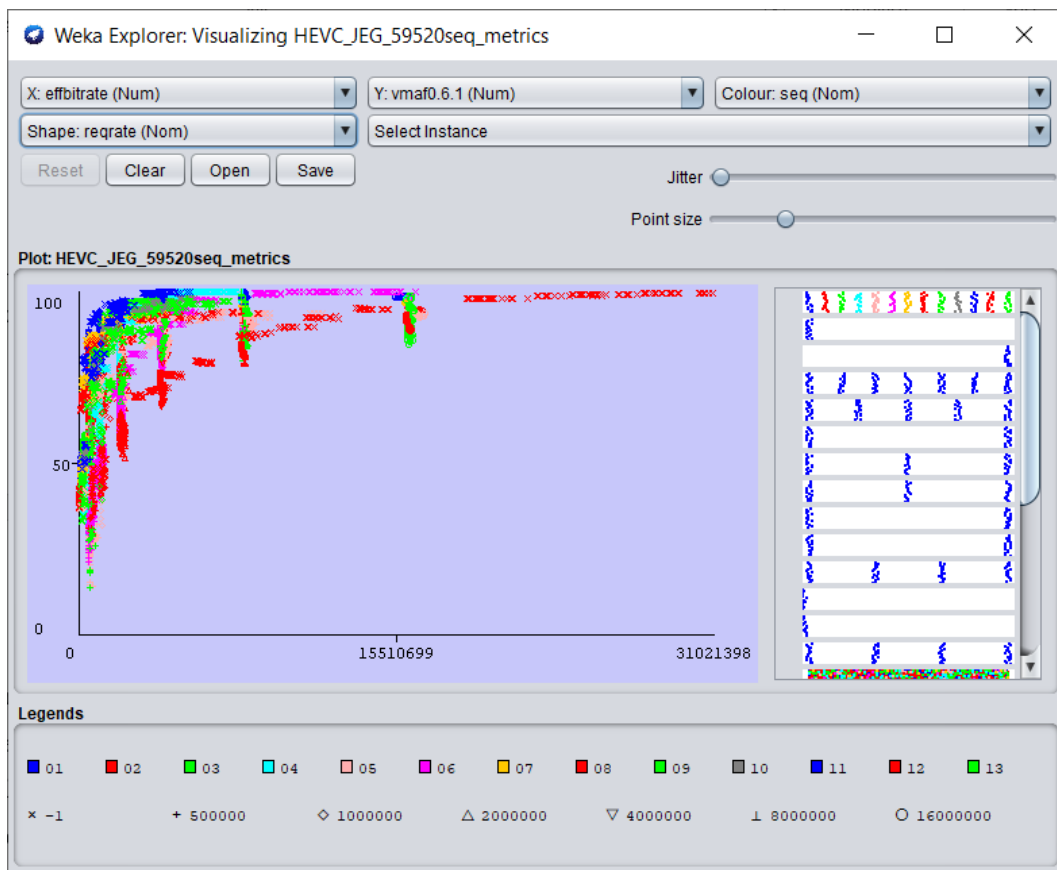 Weka Explorer: Visualizing HEVC_JEG_59520seq_metrics
X: effbitrate (Num) Y: vmaf0.6.1 (Num) Colour: seq (Nom)
Shape: reqrate (Nom) Select Instance
Reset Clear Open Save
Jitter
Point size
Plot: HEVC_JEG_59520seq_metrics
100
50
0
0 15510699 31021398
Legends
01 02 03 04 05 06 07 08 09 10 11 12 13
× -1 + 500000 ◇ 1000000 △ 2000000 ▽ 4000000 ⊥ 8000000 ○ 16000000